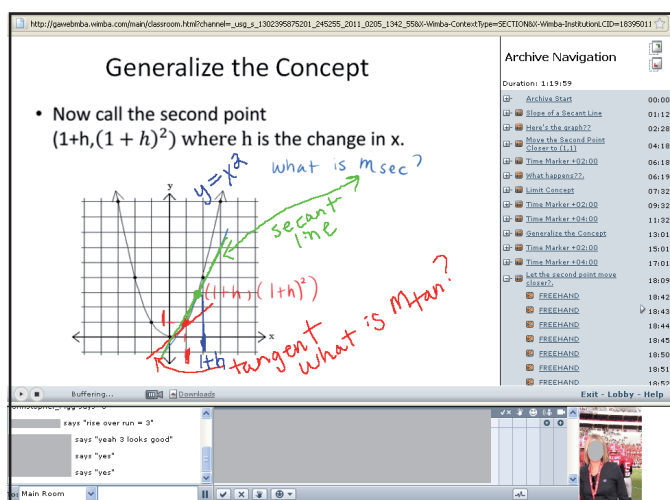 http://gawebmba.wimba.com/main/classroom.html?channel=_usg_s_1302395875201_245255_2011_0205_1342_55&X-Wimba-ContextType=SECTION&X-Wimba-InstitutionLCID=18395011
Generalize the Concept
• Now call the second point
(1+h,(1 + h)²) where h is the change in x.
y=x²
what is m sec?
secant
line
y
x
(1+h, (1+h)²)
1
1
1+h
tangent
what is mtan?
Archive Navigation
Duration: 1:19:59
Archive Start 00:00
Slope of a Secant Line 01:12
Here's the graph?? 02:28
Move the Second Point
Closer to (1,1) 04:18
Time Marker +02:00 06:18
What happens??. 06:19
Limit Concept 07:32
Time Marker +02:00 09:32
Time Marker +04:00 11:32
Generalize the Concept 13:01
Time Marker +02:00 15:01
Time Marker +04:00 17:01
Let the second point move
closer?. 18:09
FREEHAND 18:42
FREEHAND 18:43
FREEHAND 18:44
FREEHAND 18:45
FREEHAND 18:50
FREEHAND 18:51
FREEHAND 18:52
Buffering...
Downloads
Exit - Lobby - Help
says "rise over run = 3"
says "yeah 3 looks good"
says "yes"
says "yes"
Main Room